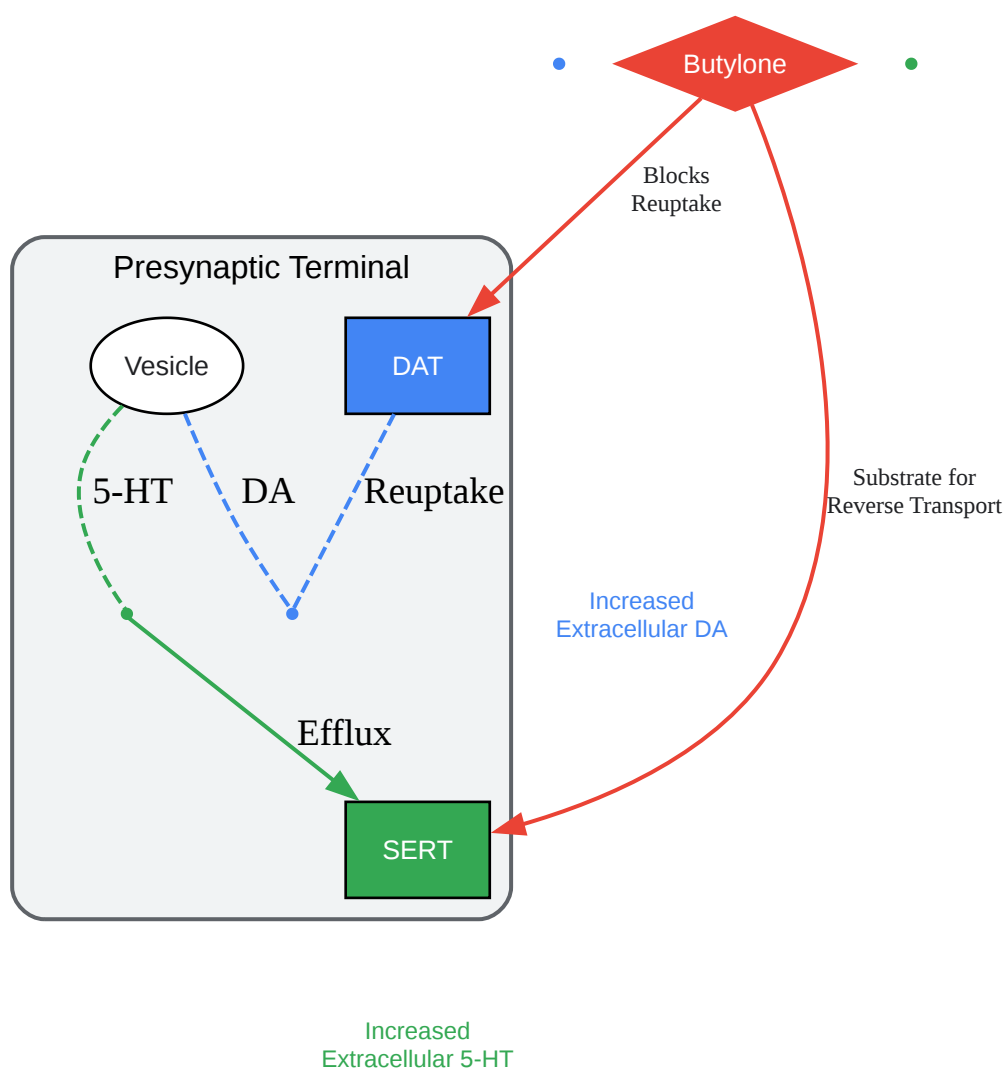 Butylone
Blocks
Reuptake
Presynaptic Terminal
Vesicle
DAT
5-HT
DA
Reuptake
Substrate for
Reverse Transport
Increased
Extracellular DA
Efflux
SERT
Increased
Extracellular 5-HT